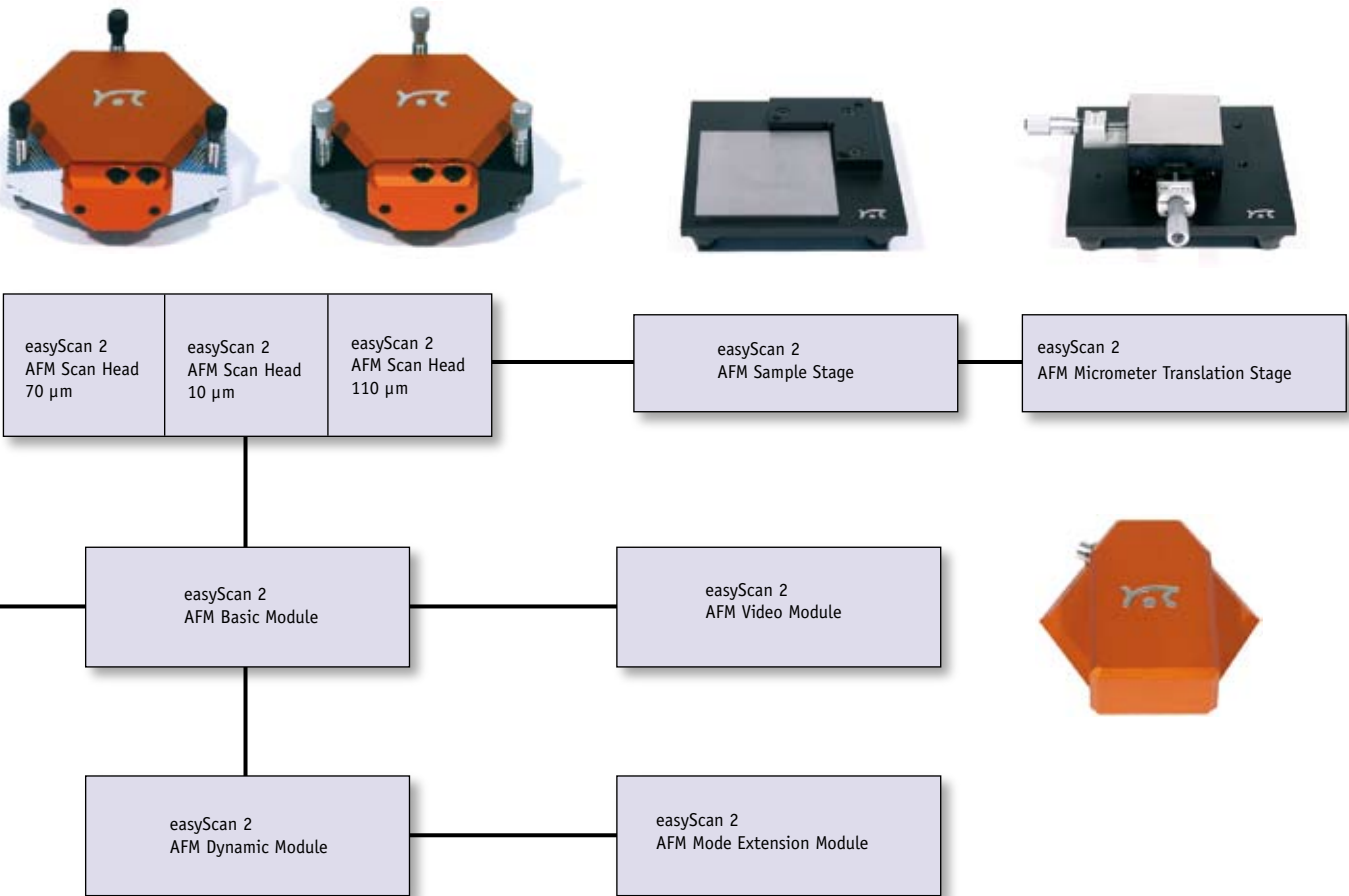 easyScan 2
AFM Scan Head
70 µm
easyScan 2
AFM Scan Head
10 µm
easyScan 2
AFM Scan Head
110 µm
easyScan 2
AFM Sample Stage
easyScan 2
AFM Micrometer Translation Stage
easyScan 2
AFM Basic Module
easyScan 2
AFM Video Module
easyScan 2
AFM Dynamic Module
easyScan 2
AFM Mode Extension Module